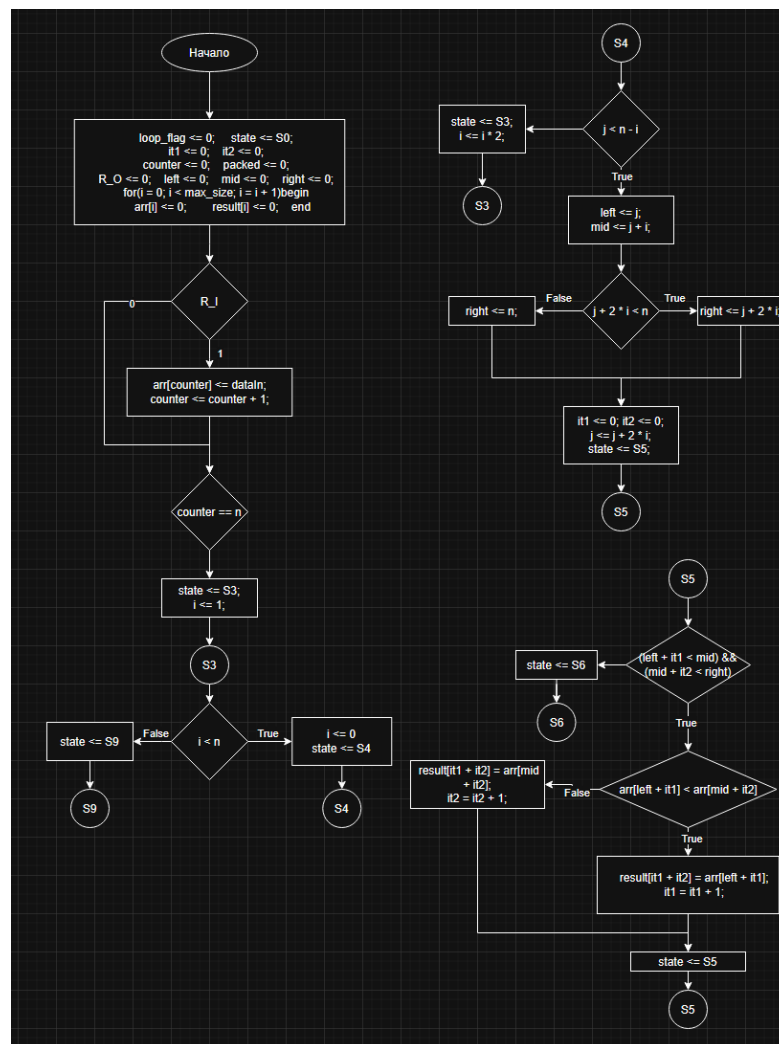 Начало
loop_flag <= 0; state <= S0;
it1 <= 0; it2 <= 0;
counter <= 0; packed <= 0;
R_O <= 0; left <= 0; mid <= 0; right <= 0;
for(i = 0; i < max_size; i = i + 1)begin
arr[i] <= 0; result[i] <= 0; end
R_I
0
1
arr[counter] <= dataIn;
counter <= counter + 1;
counter == n
state <= S3;
i <= 1;
S3
i < n
False
True
state <= S9
i <= 0
state <= S4
S9
S4
S4
j < n - i
state <= S3;
i <= i * 2;
S3
True
left <= j;
mid <= j + i;
j + 2 * i < n
False
True
right <= n;
right <= j + 2 * i;
it1 <= 0; it2 <= 0;
j <= j + 2 * i;
state <= S5;
S5
S5
(left + it1 < mid) &&
(mid + it2 < right)
state <= S6
S6
True
arr[left + it1] < arr[mid + it2]
False
result[it1 + it2] = arr[mid
+ it2];
it2 = it2 + 1;
True
result[it1 + it2] = arr[left + it1];
it1 = it1 + 1;
state <= S5
S5